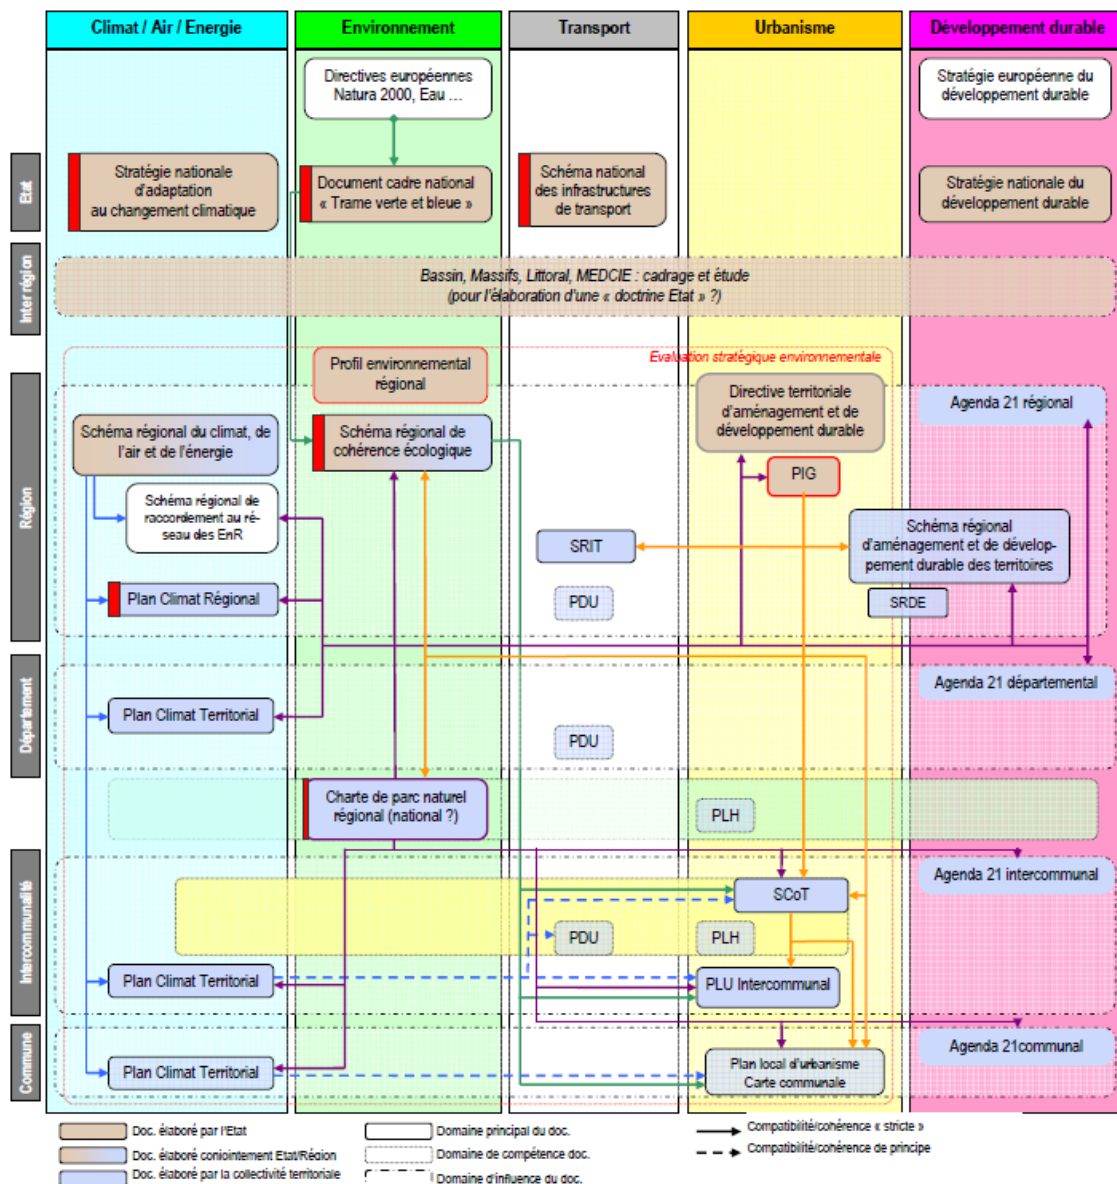 Climat / Air / Energie
Environnement
Transport
Urbanisme
Développement durable
Directives européennes
Natura 2000, Eau ...
Stratégie européenne du
développement durable
Etat
Stratégie nationale
d'adaptation
au changement climatique
Document cadre national
« Trame verte et bleue »
Schéma national
des infrastructures
de transport
Stratégie nationale du
développement durable
Inter région
Bassin, Massifs, Littoral, MEDCIE : cadrage et étude
(pour l'élaboration d'une « doctrine Etat » ?)
Evaluation stratégique environnementale
Profil environnemental
régional
Région
Directive territoriale
d'aménagement et de
développement durable
Agenda 21 régional
Schéma régional du climat, de
l'air et de l'énergie
Schéma régional de
cohérence écologique
PIG
Schéma régional de
raccordement au ré-
seau des EnR
SRIT
Schéma régional
d'aménagement et de dévelop-
pement durable des territoires
Plan Climat Régional
PDU
SRDE
Département
Agenda 21 départemental
Plan Climat Territorial
PDU
Charte de parc naturel
régional (national ?)
PLH
Intercommunalité
Agenda 21 intercommunal
SCoT
PDU
PLH
Plan Climat Territorial
PLU Intercommunal
Commune
Agenda 21communal
Plan Climat Territorial
Plan local d'urbanisme
Carte communale
Doc. élaboré par l'Etat
Domaine principal du doc.
Compatibilité/cohérence « stricte »
Doc. élaboré conjointement Etat/Région
Domaine de compétence doc.
Compatibilité/cohérence de principe
Doc. élaboré par la collectivité territoriale
Domaine d'influence du doc.